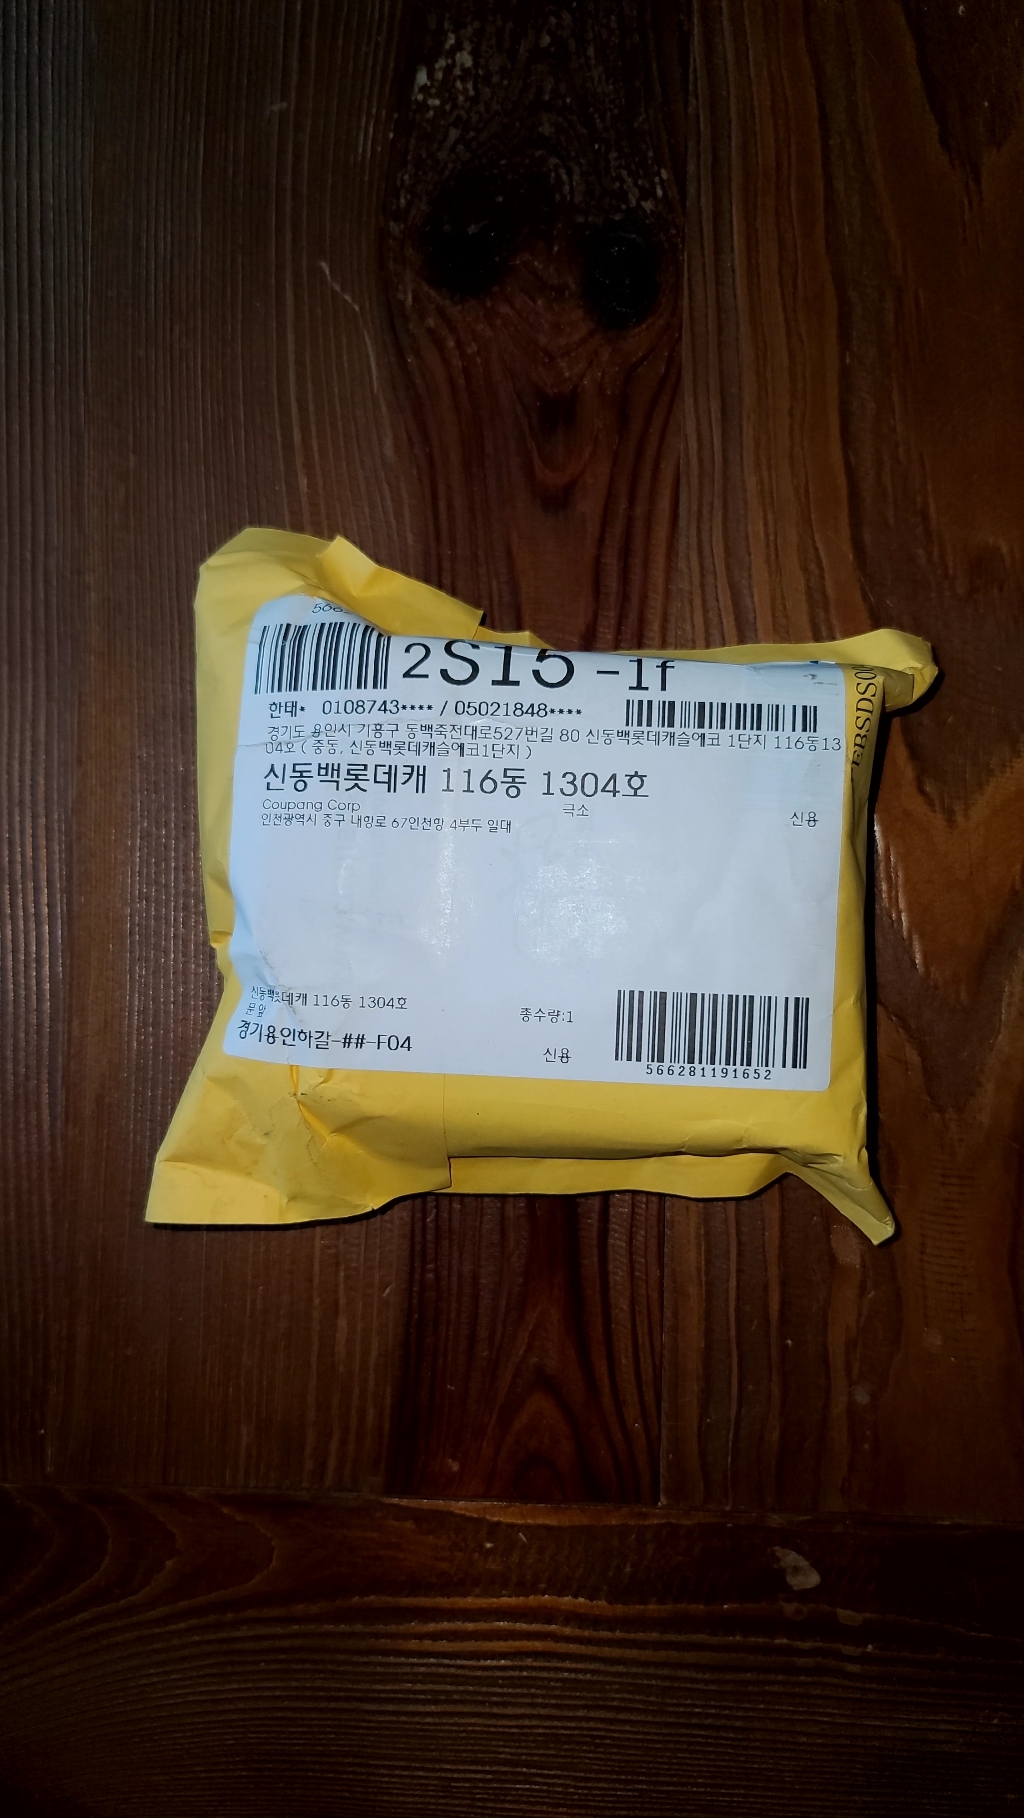 2S15 -1f
한태* 0108743**** / 05021848****
경기도 용인시 기흥구 동백죽전대로527번길 80 신동백롯데캐슬에코 1단지 116동13
04호 ( 중동, 신동백롯데캐슬에코1단지 )
신동백롯데캐 116동 1304호
Coupang Corp 극소 신용
인천광역시 중구 내항로 67인천항 4부두 일대
신동백롯데캐 116동 1304호
문 앞 총수량:1
경기용인하갈-##-F04 신용
566281191652